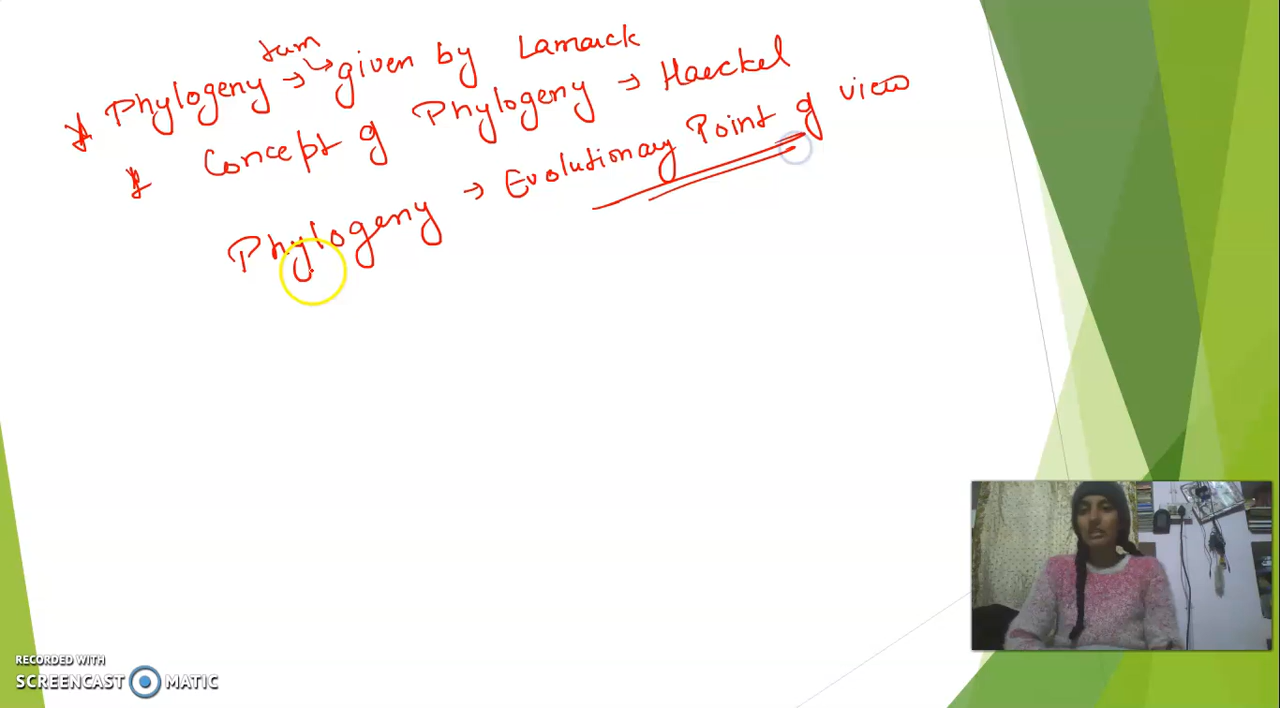 term
Phylogeny → given by Lamarck
Concept of Phylogeny → Haeckel
Phylogeny → Evolutionary Point of view
RECORDED WITH
SCREENCAST MATIC